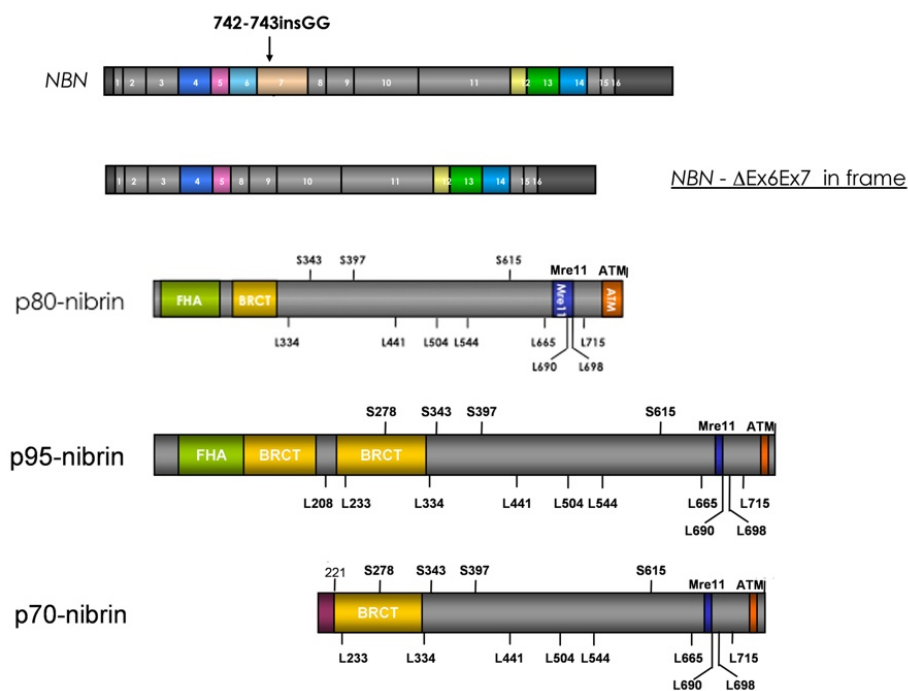 742-743insGG
NBN
1 2 3 4 5 6 7 8 9 10 11 12 13 14 15 16
1 2 3 4 5 8 9 10 11 12 13 14 15 16
NBN - ΔEx6Ex7 in frame
S343 S397 S615 Mre11 ATM
p80-nibrin FHA BRCT Mre11 ATM
L334 L441 L504 L544 L665 L715
L690 L698
S278 S343 S397 S615 Mre11 ATM
p95-nibrin FHA BRCT BRCT
L208 L233 L334 L441 L504 L544 L665 L715
L690 L698
221 S278 S343 S397 S615 Mre11 ATM
p70-nibrin BRCT
L233 L334 L441 L504 L544 L665 L715
L690 L698